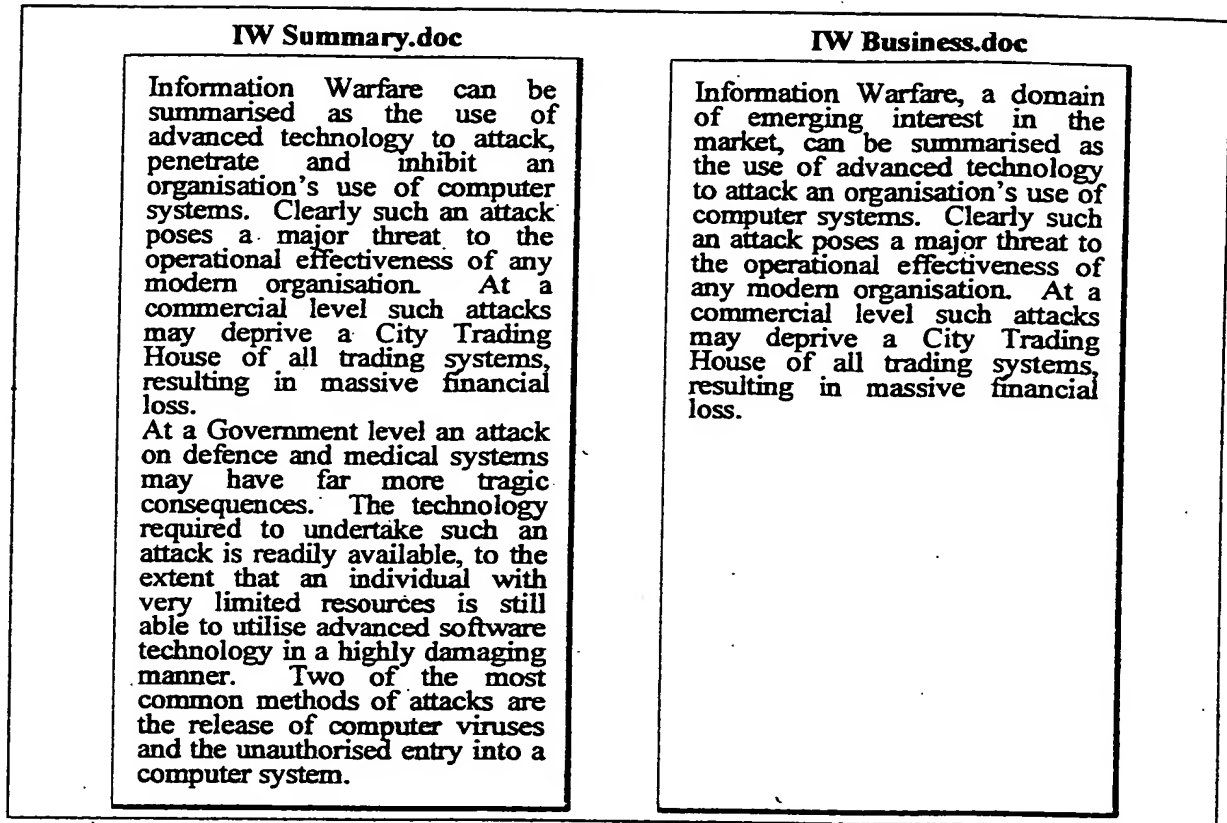 IW Summary.doc
Information Warfare can be
summarised as the use of
advanced technology to attack,
penetrate and inhibit an
organisation's use of computer
systems. Clearly such an attack
poses a major threat to the
operational effectiveness of any
modern organisation. At a
commercial level such attacks
may deprive a City Trading
House of all trading systems,
resulting in massive financial
loss.
At a Government level an attack
on defence and medical systems
may have far more tragic
consequences. The technology
required to undertake such an
attack is readily available, to the
extent that an individual with
very limited resources is still
able to utilise advanced software
technology in a highly damaging
manner. Two of the most
common methods of attacks are
the release of computer viruses
and the unauthorised entry into a
computer system.
IW Business.doc
Information Warfare, a domain
of emerging interest in the
market, can be summarised as
the use of advanced technology
to attack an organisation's use of
computer systems. Clearly such
an attack poses a major threat to
the operational effectiveness of
any modern organisation. At a
commercial level such attacks
may deprive a City Trading
House of all trading systems,
resulting in massive financial
loss.